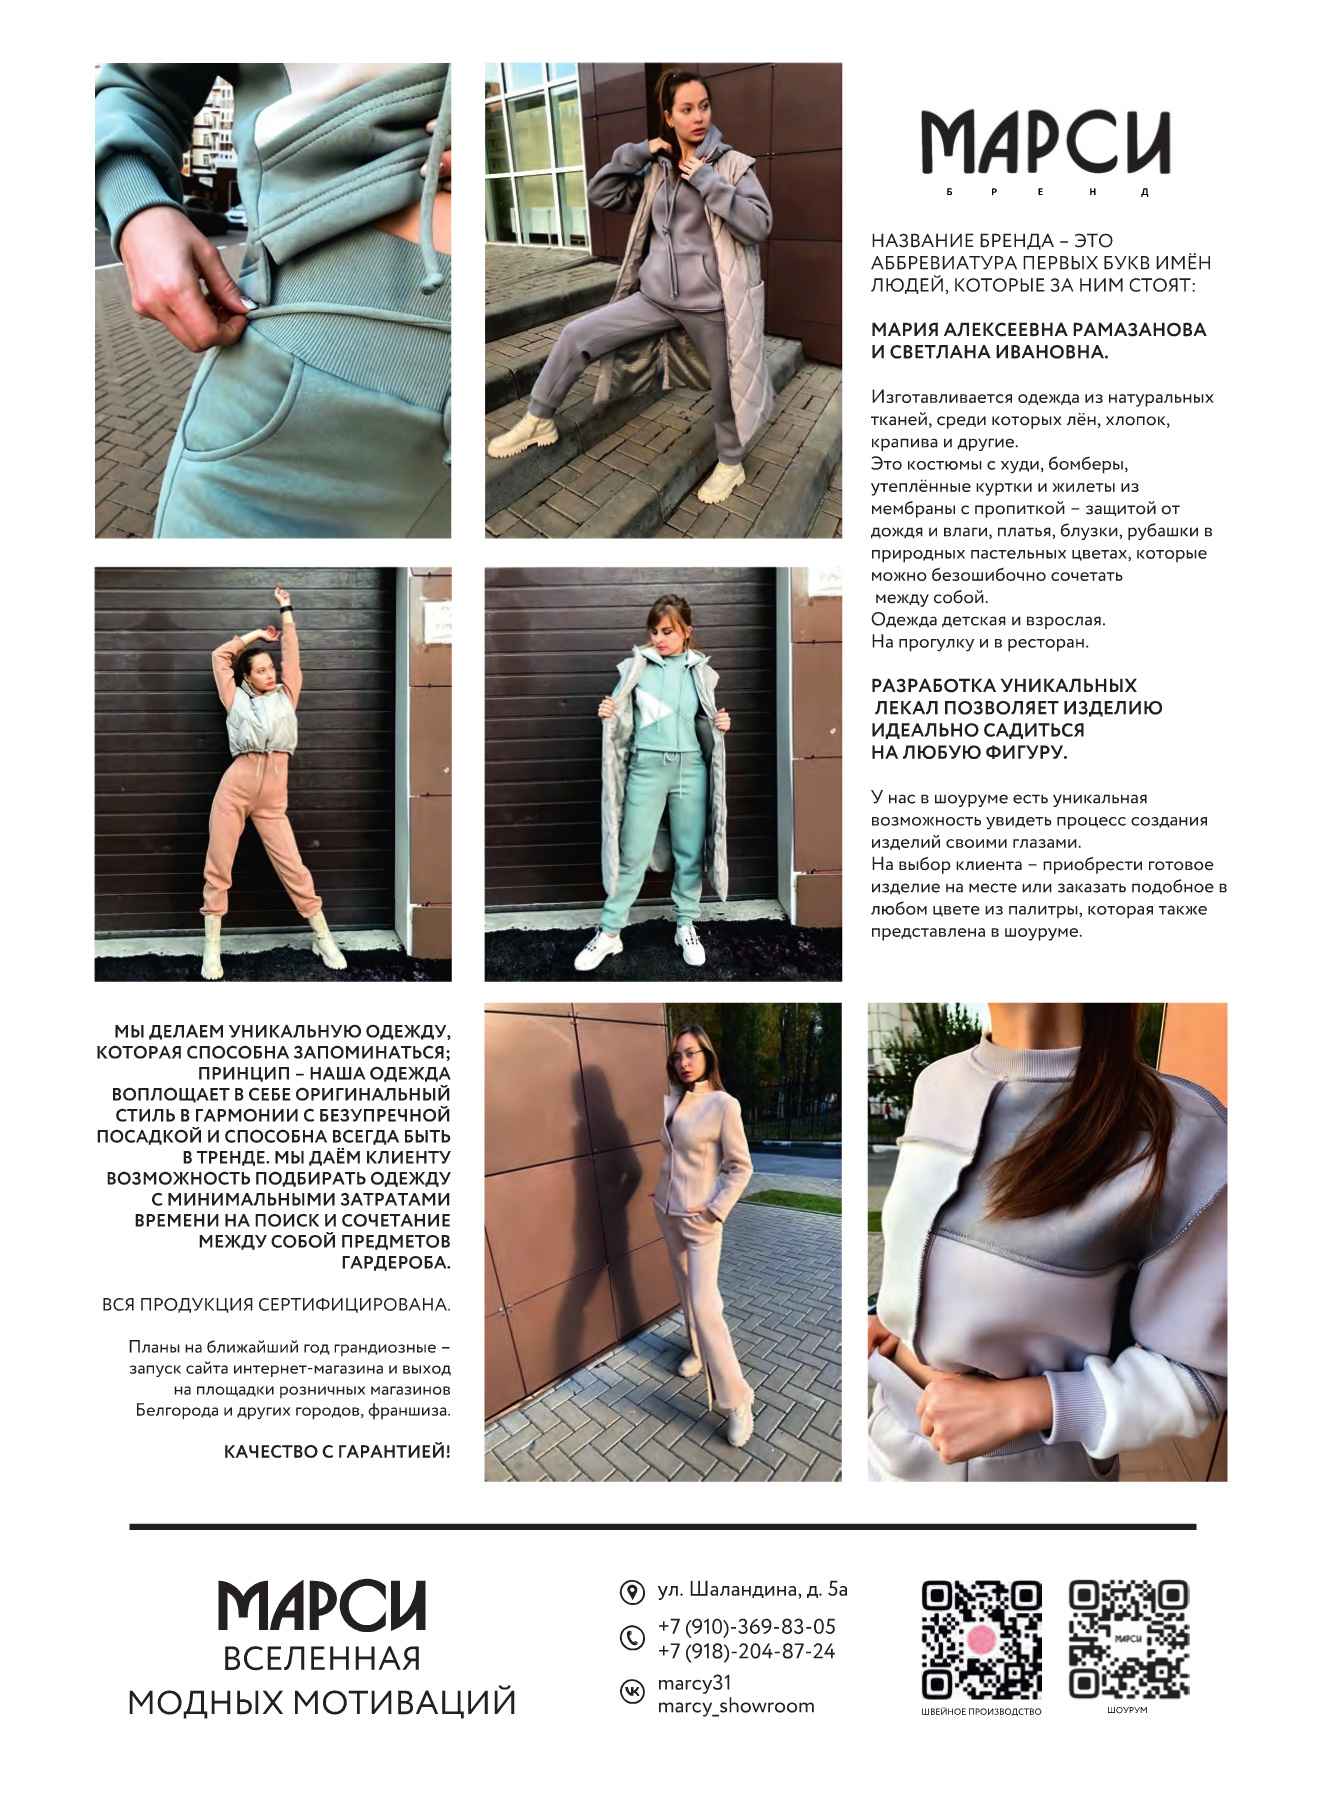 МАРСИ
БРЕНД
НАЗВАНИЕ БРЕНДА – ЭТО
АББРЕВИАТУРА ПЕРВЫХ БУКВ ИМЁН
ЛЮДЕЙ, КОТОРЫЕ ЗА НИМ СТОЯТ:
МАРИЯ АЛЕКСЕЕВНА РАМАЗАНОВА
И СВЕТЛАНА ИВАНОВНА.
Изготавливается одежда из натуральных
тканей, среди которых лён, хлопок,
крапива и другие.
Это костюмы с худи, бомберы,
утеплённые куртки и жилеты из
мембраны с пропиткой – защитой от
дождя и влаги, платья, блузки, рубашки в
природных пастельных цветах, которые
можно безошибочно сочетать
между собой.
Одежда детская и взрослая.
На прогулку и в ресторан.
РАЗРАБОТКА УНИКАЛЬНЫХ
ЛЕКАЛ ПОЗВОЛЯЕТ ИЗДЕЛИЮ
ИДЕАЛЬНО САДИТЬСЯ
НА ЛЮБУЮ ФИГУРУ.
У нас в шоуруме есть уникальная
возможность увидеть процесс создания
изделий своими глазами.
На выбор клиента – приобрести готовое
изделие на месте или заказать подобное в
любом цвете из палитры, которая также
представлена в шоуруме.
МЫ ДЕЛАЕМ УНИКАЛЬНУЮ ОДЕЖДУ,
КОТОРАЯ СПОСОБНА ЗАПОМИНАТЬСЯ;
ПРИНЦИП – НАША ОДЕЖДА
ВОПЛОЩАЕТ В СЕБЕ ОРИГИНАЛЬНЫЙ
СТИЛЬ В ГАРМОНИИ С БЕЗУПРЕЧНОЙ
ПОСАДКОЙ И СПОСОБНА ВСЕГДА БЫТЬ
В ТРЕНДЕ. МЫ ДАЁМ КЛИЕНТУ
ВОЗМОЖНОСТЬ ПОДБИРАТЬ ОДЕЖДУ
С МИНИМАЛЬНЫМИ ЗАТРАТАМИ
ВРЕМЕНИ НА ПОИСК И СОЧЕТАНИЕ
МЕЖДУ СОБОЙ ПРЕДМЕТОВ
ГАРДЕРОБА.
ВСЯ ПРОДУКЦИЯ СЕРТИФИЦИРОВАНА.
Планы на ближайший год грандиозные –
запуск сайта интернет-магазина и выход
на площадки розничных магазинов
Белгорода и других городов, франшиза.
КАЧЕСТВО С ГАРАНТИЕЙ!
МАРСИ
ВСЕЛЕННАЯ
МОДНЫХ МОТИВАЦИЙ
ул. Шаландина, д. 5а
+7 (910)-369-83-05
+7 (918)-204-87-24
marcy31
marcy_showroom
ШВЕЙНОЕ ПРОИЗВОДСТВО
МАРСИ
ШОУРУМ